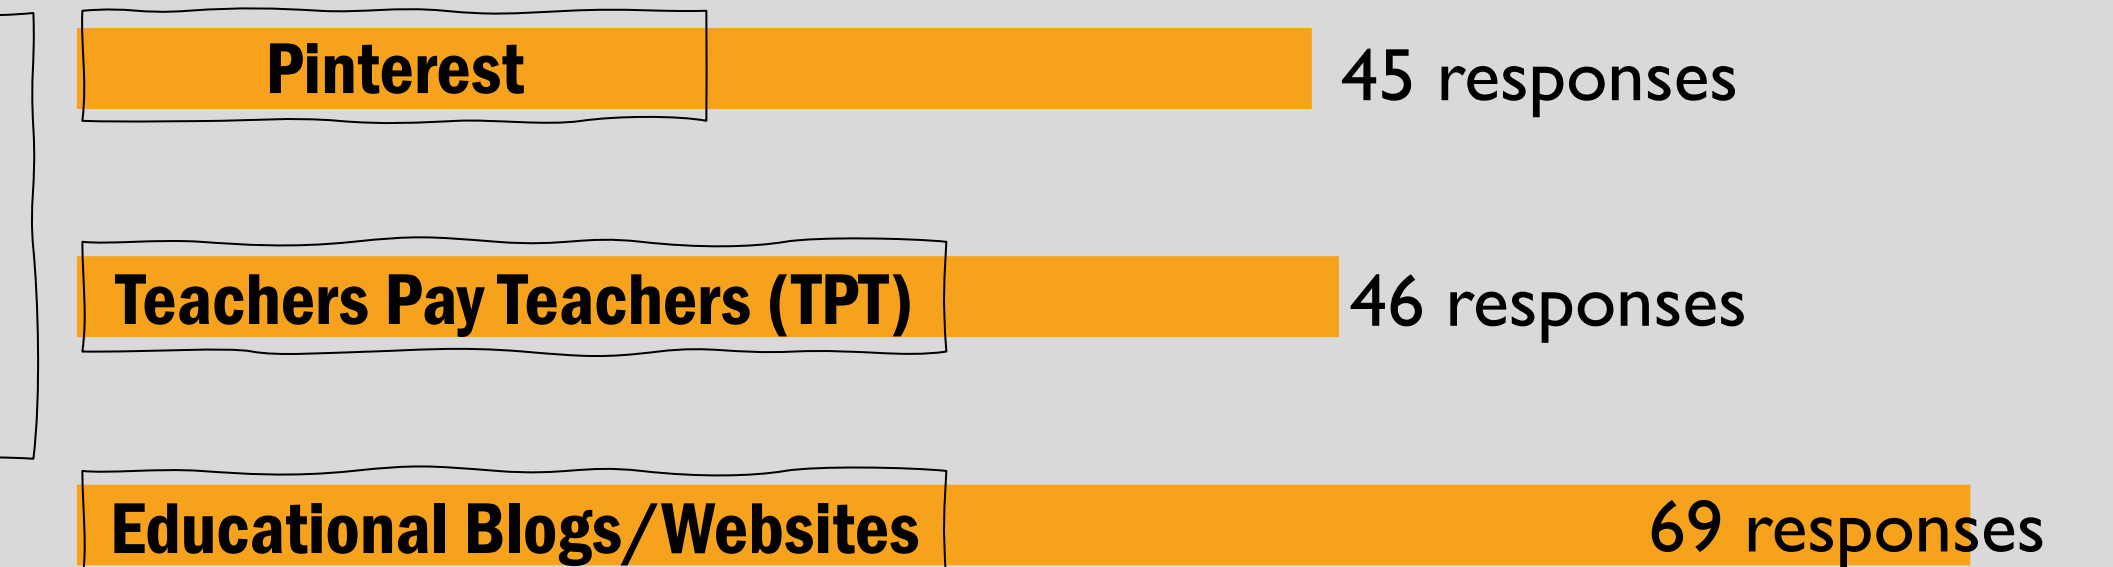 Pinterest 45 responses
Teachers Pay Teachers (TPT) 46 responses
Educational Blogs/Websites 69 responses